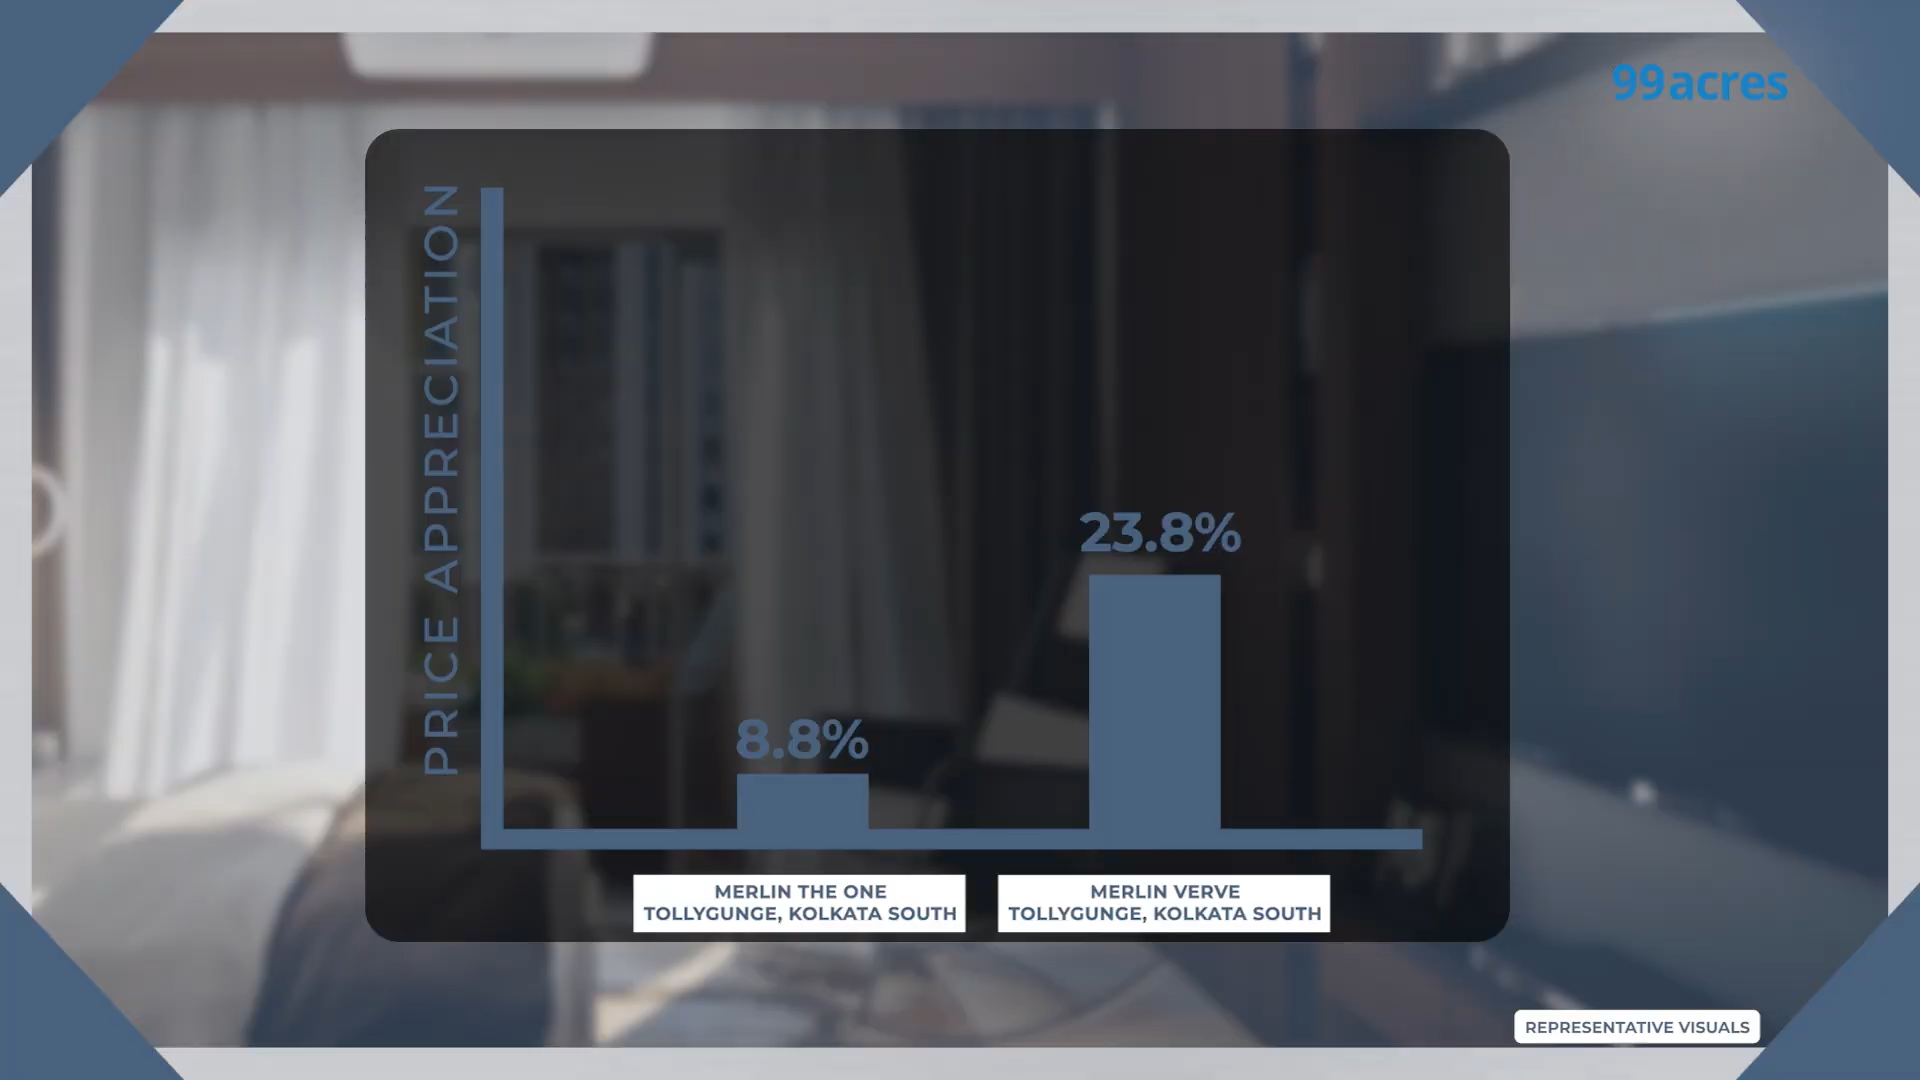 99acres
PRICE APPRECIATION
23.8%
8.8%
MERLIN THE ONE
TOLLYGUNGE, KOLKATA SOUTH
MERLIN VERVE
TOLLYGUNGE, KOLKATA SOUTH
REPRESENTATIVE VISUALS